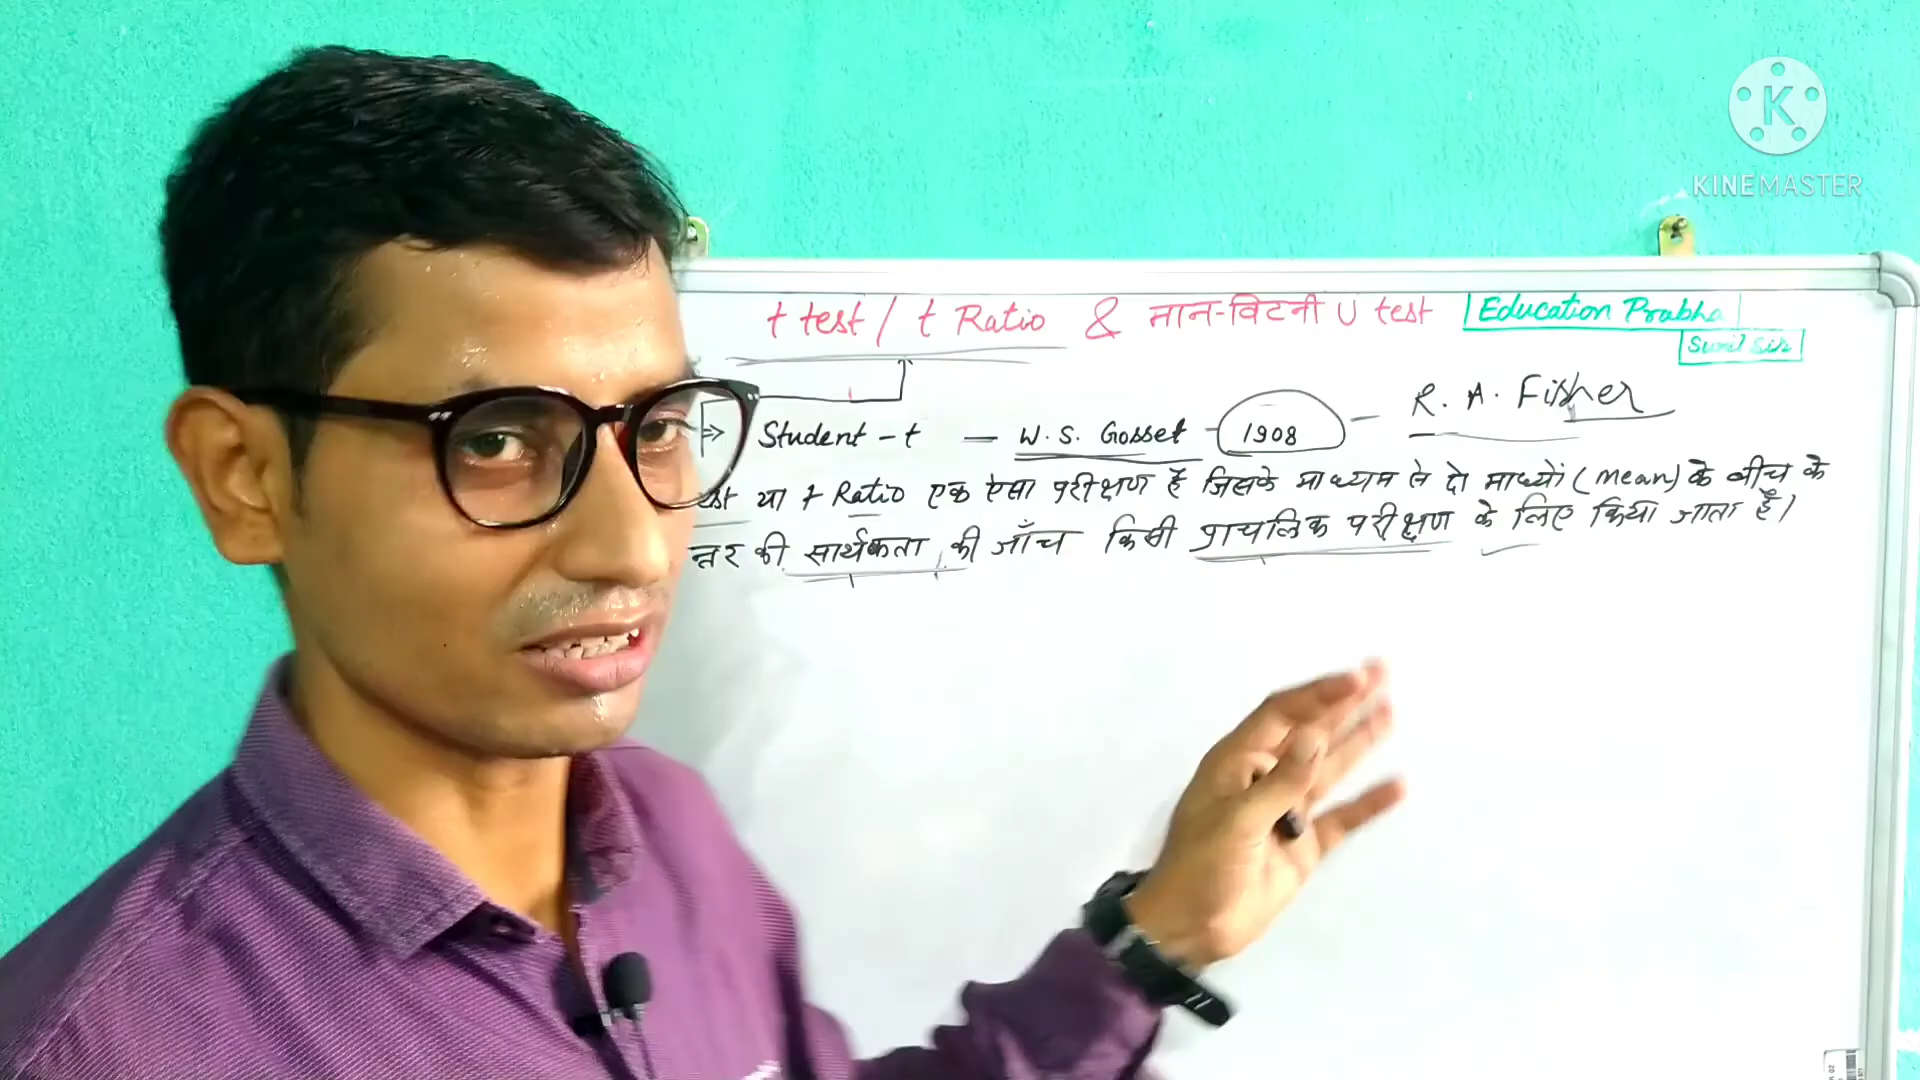 KINEMASTER
t test / t Ratio & मान-विटनी U test
Education Prabha
Sunil Sir
Student - t — W. S. Gosset - 1908 - R. A. Fisher
या t Ratio एक ऐसा परीक्षण है जिसके माध्यम से दो माध्यों (mean) के बीच के
न्तर की सार्थकता की जाँच किसी प्राचलिक परीक्षण के लिए किया जाता है।